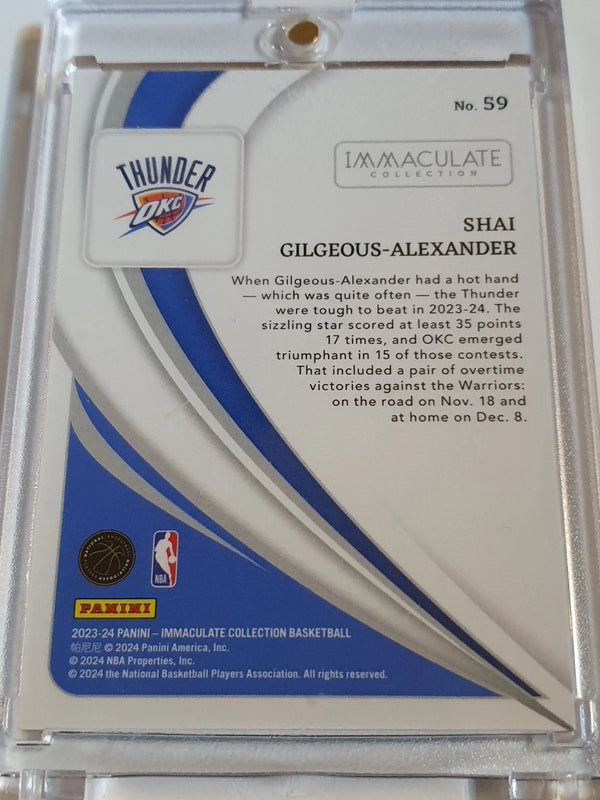 No. 59
THUNDER
OKC
IMMACULATE
COLLECTION
SHAI
GILGEOUS-ALEXANDER
When Gilgeous-Alexander had a hot hand
— which was quite often — the Thunder
were tough to beat in 2023-24. The
sizzling star scored at least 35 points
17 times, and OKC emerged
triumphant in 15 of those contests.
That included a pair of overtime
victories against the Warriors:
on the road on Nov. 18 and
at home on Dec. 8.
NATIONAL BASKETBALL
PLAYERS ASSOCIATION
NBA
PANINI
2023-24 PANINI – IMMACULATE COLLECTION BASKETBALL
帕尼尼 © 2024 Panini America, Inc.
© 2024 NBA Properties, Inc.
© 2024 the National Basketball Players Association. All rights reserved.